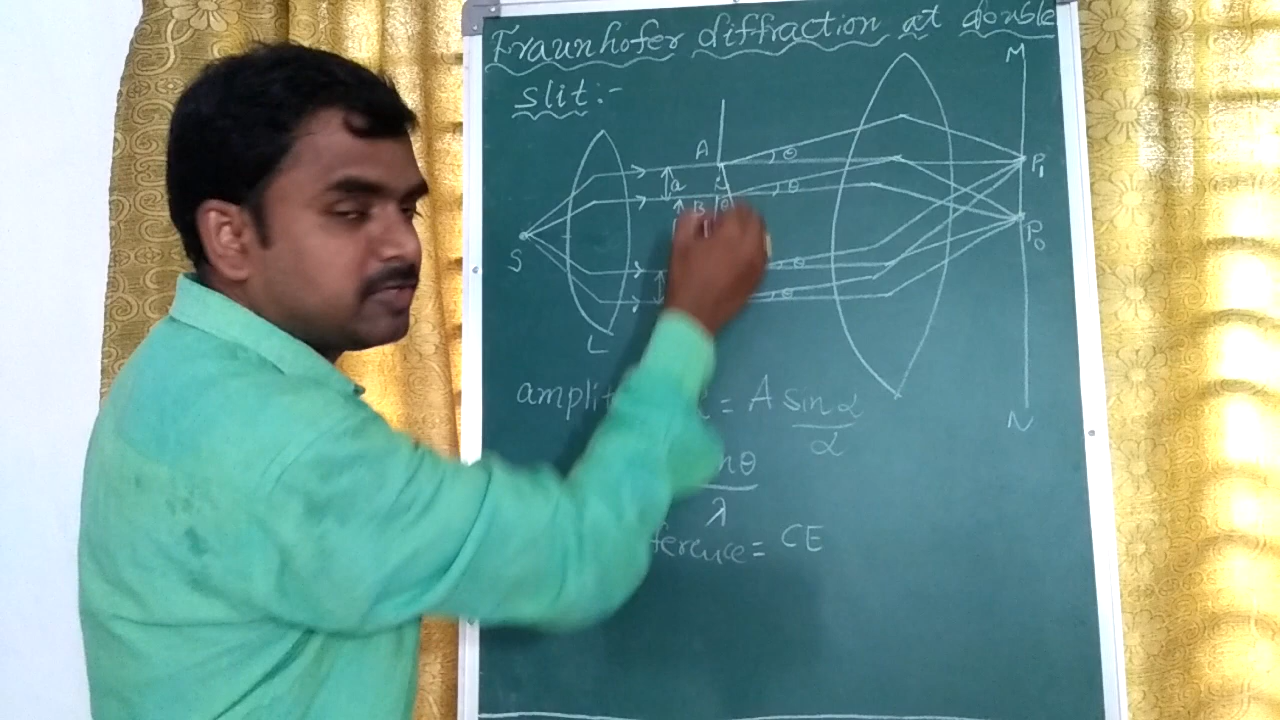 Fraunhofer diffraction at double
slit:-
M
A
θ
P₁
a
θ
B
θ
P₀
S
θ
θ
L
N
= A sin α
α
θ
λ
= CE